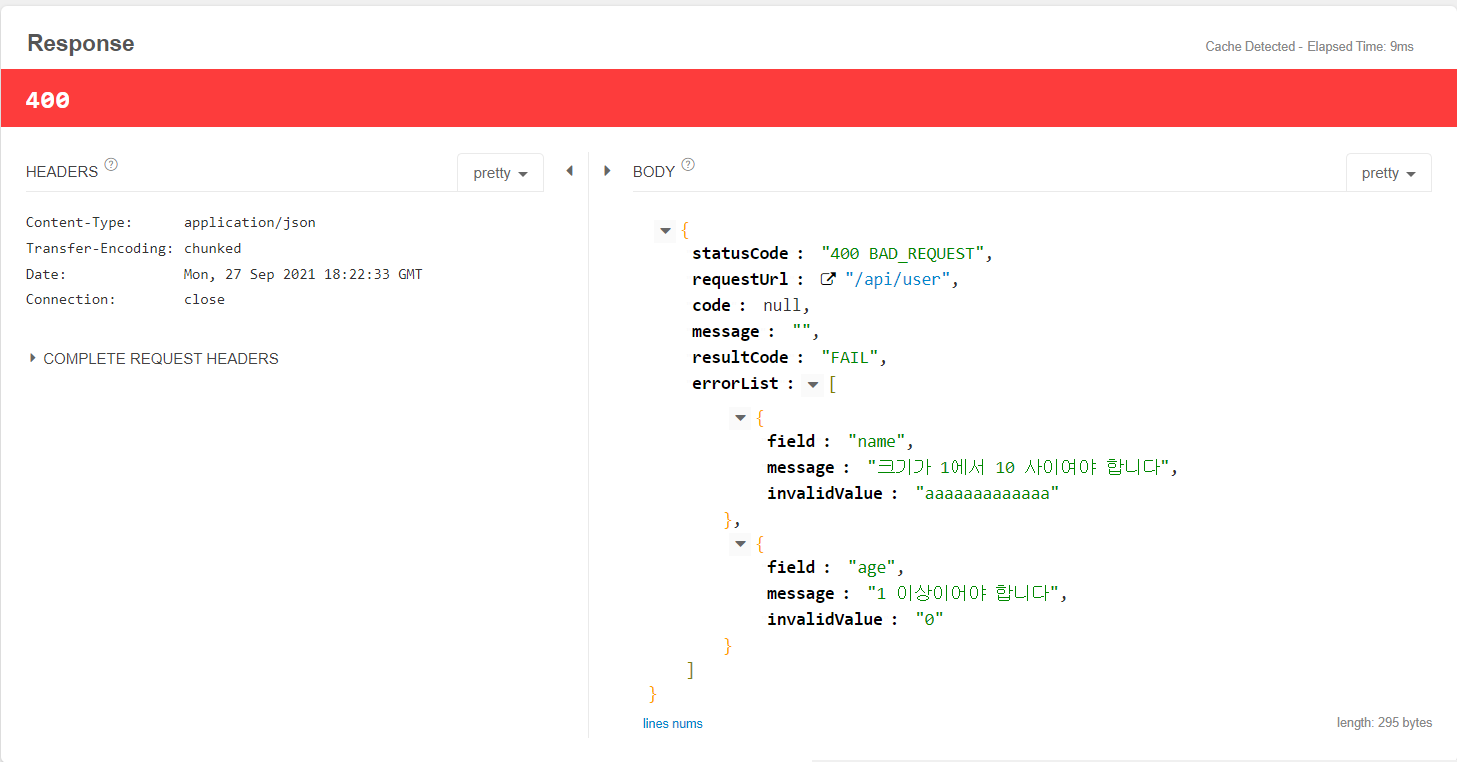 Response
Cache Detected - Elapsed Time: 9ms
400
HEADERS ?
pretty
BODY ?
pretty
Content-Type: application/json
Transfer-Encoding: chunked
Date: Mon, 27 Sep 2021 18:22:33 GMT
Connection: close
COMPLETE REQUEST HEADERS
{
statusCode : "400 BAD_REQUEST",
requestUrl : "/api/user",
code : null,
message : "",
resultCode : "FAIL",
errorList : [
{
field : "name",
message : "크기가 1에서 10 사이여야 합니다",
invalidValue : "aaaaaaaaaaaaa"
},
{
field : "age",
message : "1 이상이어야 합니다",
invalidValue : "0"
}
]
}
lines nums
length: 295 bytes